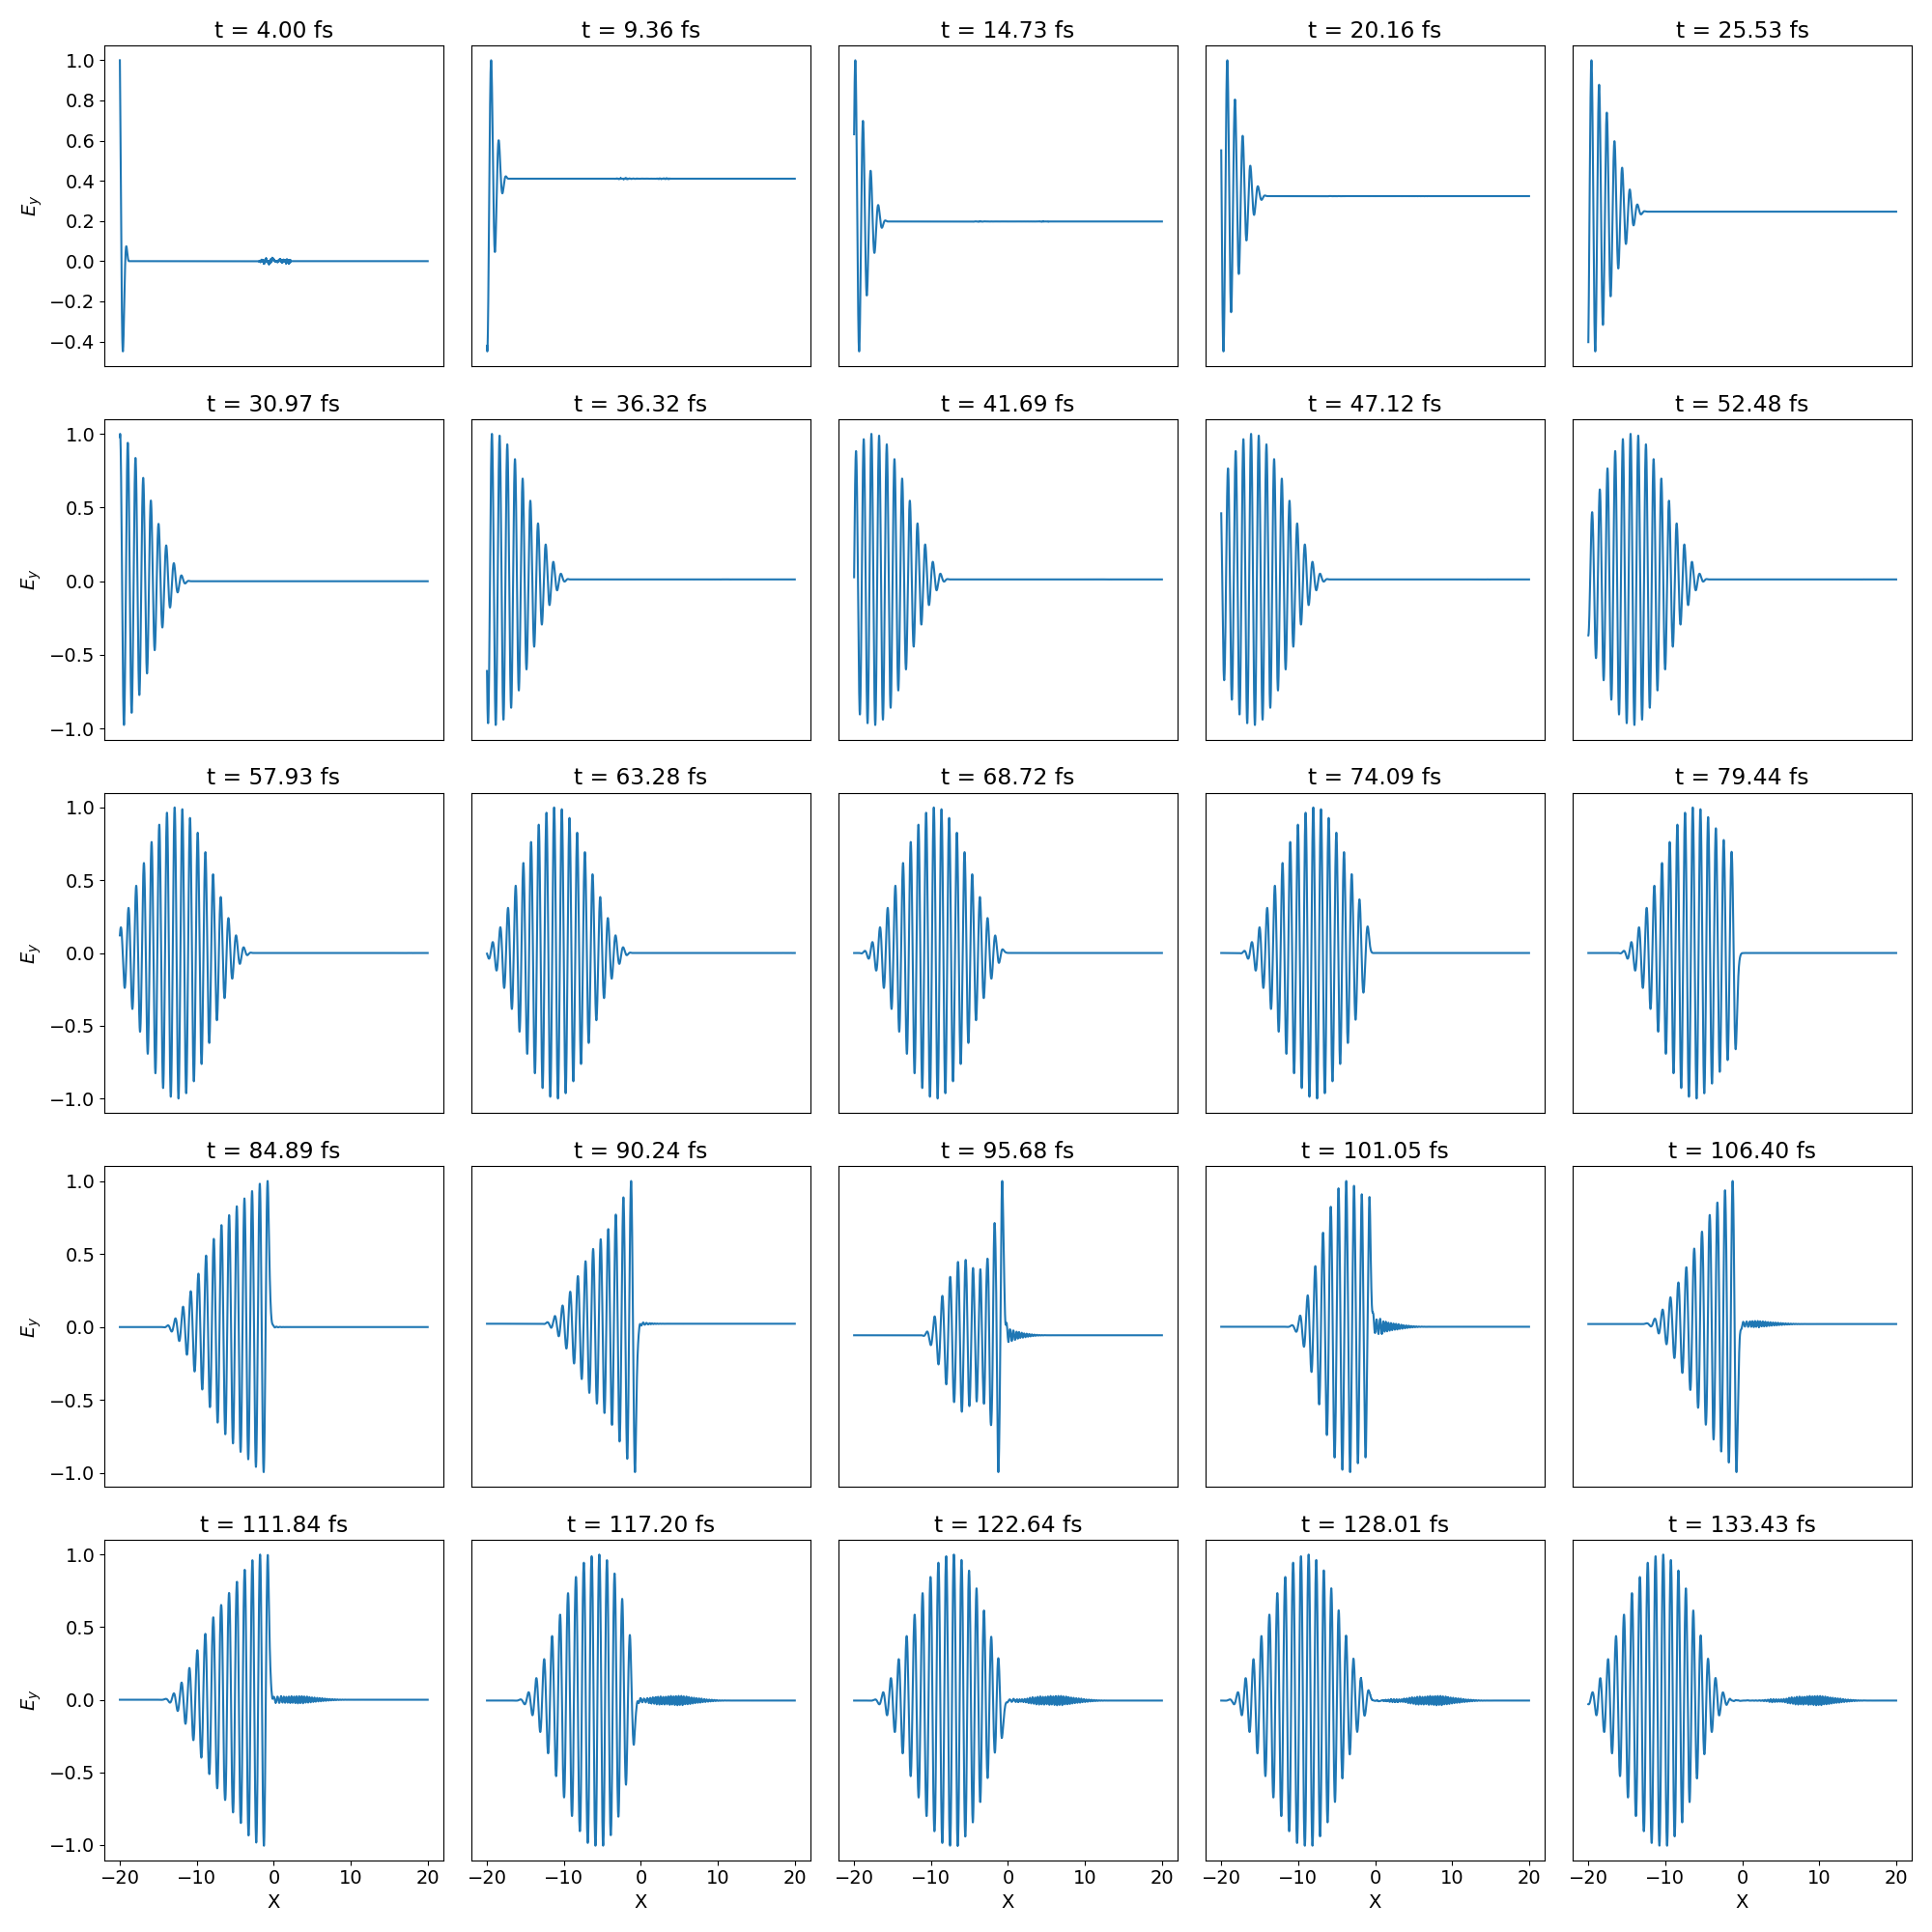 t = 4.00 fs t = 9.36 fs t = 14.73 fs t = 20.16 fs t = 25.53 fs
1.0
0.8
0.6
0.4
0.2
0.0
−0.2
−0.4
E_y
t = 30.97 fs t = 36.32 fs t = 41.69 fs t = 47.12 fs t = 52.48 fs
1.0
0.5
0.0
−0.5
−1.0
E_y
t = 57.93 fs t = 63.28 fs t = 68.72 fs t = 74.09 fs t = 79.44 fs
1.0
0.5
0.0
−0.5
−1.0
E_y
t = 84.89 fs t = 90.24 fs t = 95.68 fs t = 101.05 fs t = 106.40 fs
1.0
0.5
0.0
−0.5
−1.0
E_y
t = 111.84 fs t = 117.20 fs t = 122.64 fs t = 128.01 fs t = 133.43 fs
1.0
0.5
0.0
−0.5
−1.0
E_y
−20 −10 0 10 20 −20 −10 0 10 20 −20 −10 0 10 20 −20 −10 0 10 20 −20 −10 0 10 20
X X X X X